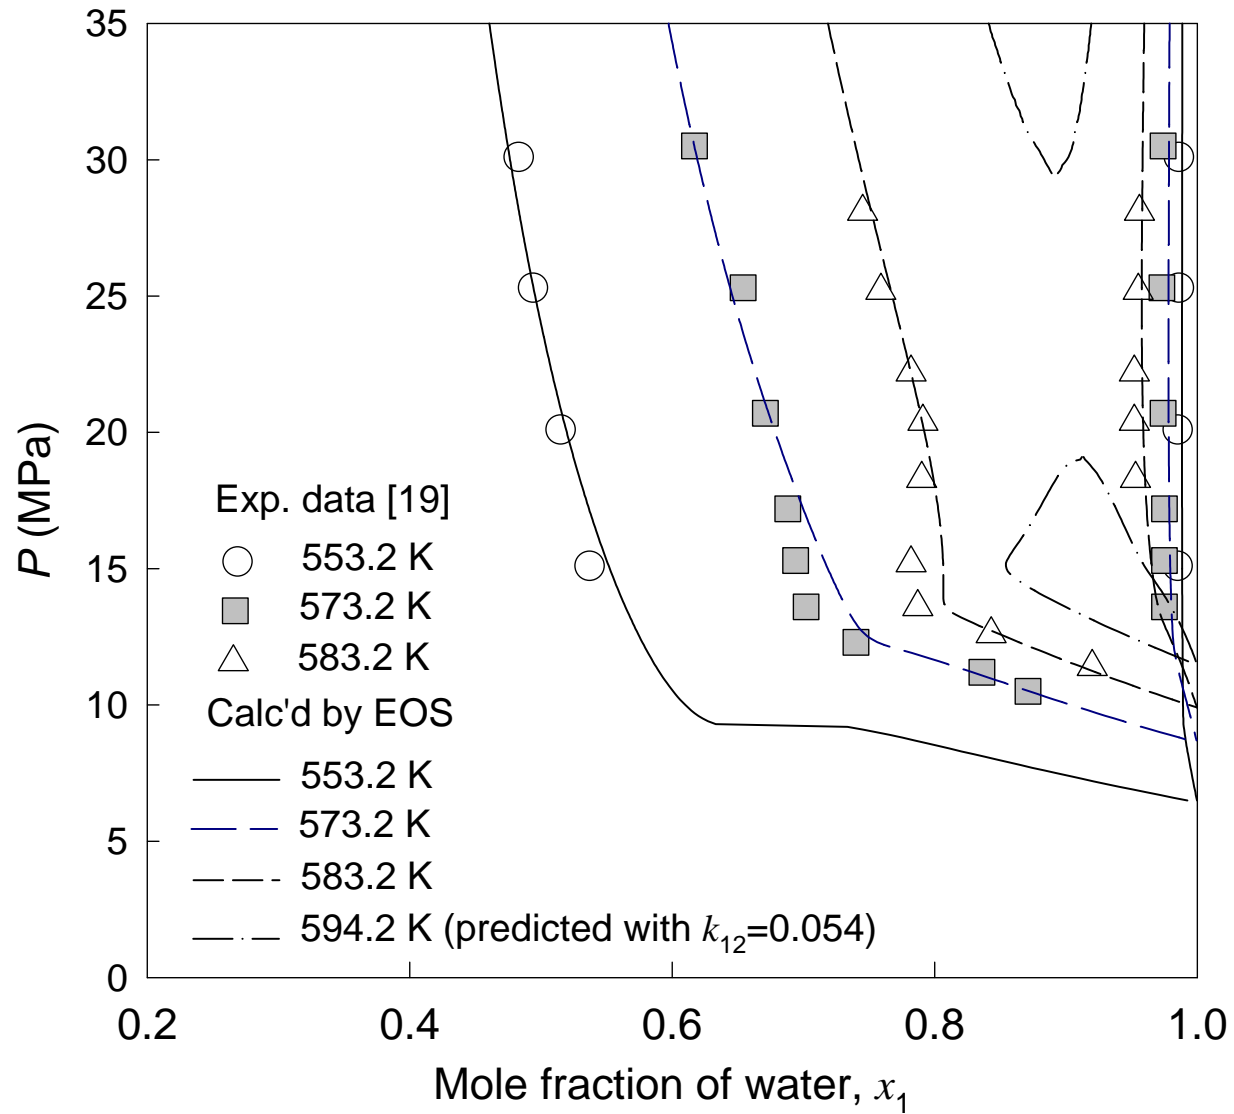 35
30
25
20
15
10
5
0
P (MPa)
Exp. data [19]
553.2 K
573.2 K
583.2 K
Calc'd by EOS
553.2 K
573.2 K
583.2 K
594.2 K (predicted with k12=0.054)
0.2 0.4 0.6 0.8 1.0
Mole fraction of water, x1